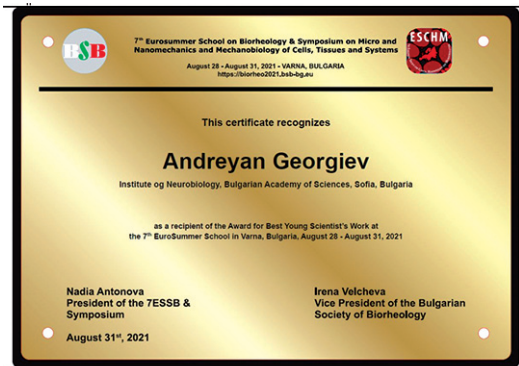 BSB
7th Eurosummer School on Biorheology & Symposium on Micro and
Nanomechanics and Mechanobiology of Cells, Tissues and Systems
August 28 - August 31, 2021 - VARNA, BULGARIA
https://biorheo2021.bsb-bg.eu
ESCHM
This certificate recognizes
Andreyan Georgiev
Institute og Neurobiology, Bulgarian Academy of Sciences, Sofia, Bulgaria
as a recipient of the Award for Best Young Scientist's Work at
the 7th EuroSummer School in Varna, Bulgaria, August 28 - August 31, 2021
Nadia Antonova
President of the 7ESSB &
Symposium
August 31st, 2021
Irena Velcheva
Vice President of the Bulgarian
Society of Biorheology